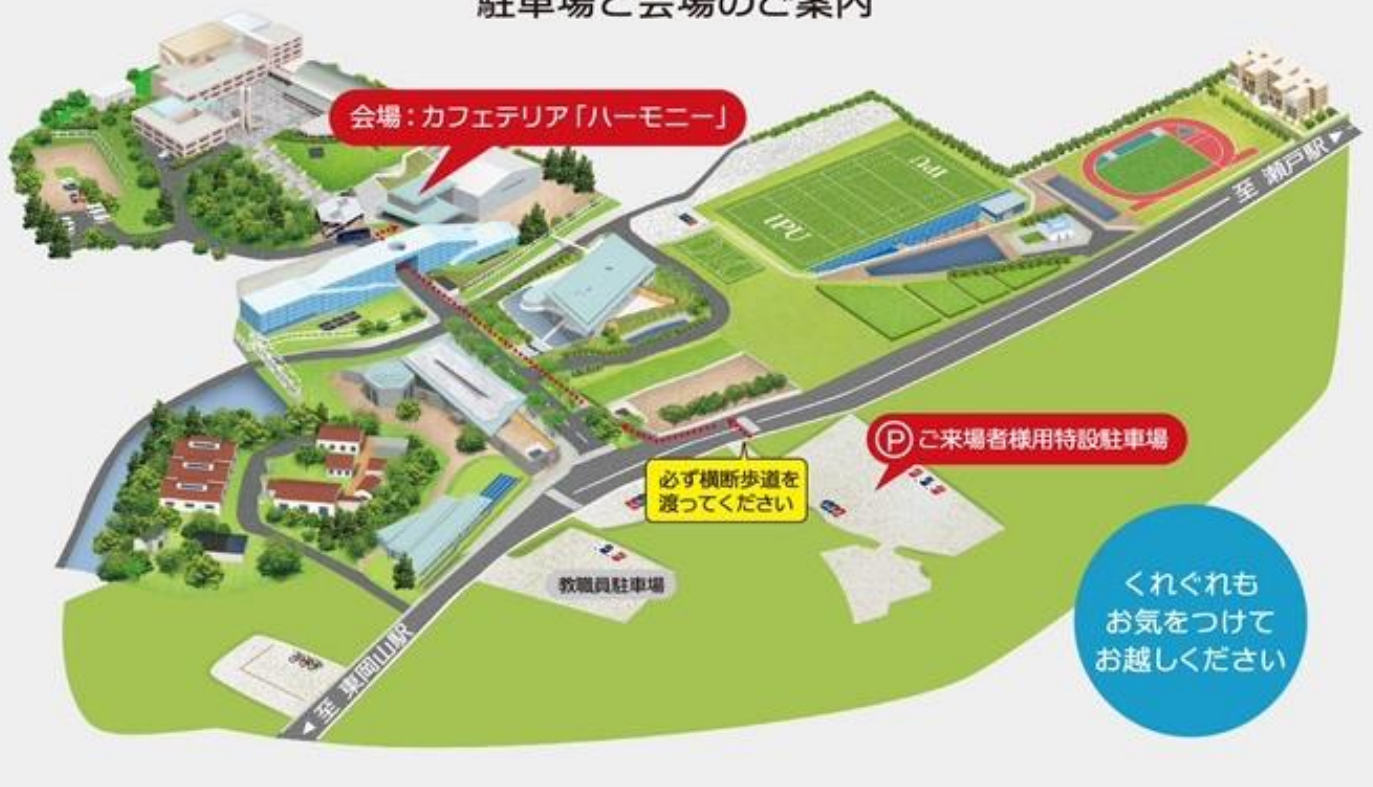 駐車場と会場のご案内
会場：カフェテリア「ハーモニー」
IPU
IPU
至 瀬戸駅▶
Ⓟご来場者様用特設駐車場
必ず横断歩道を
渡ってください
教職員駐車場
くれぐれも
お気をつけて
お越しください
◀至 東岡山駅